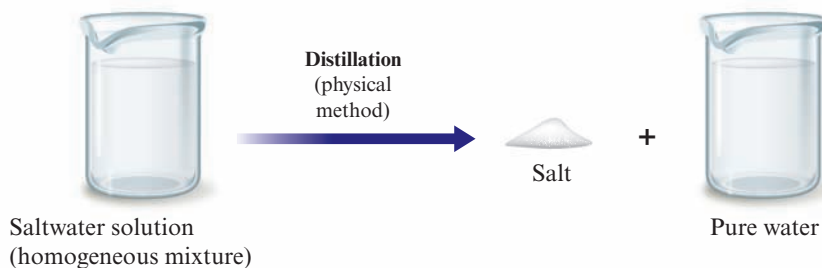 Distillation
(physical
method)
Salt
+
Saltwater solution
(homogeneous mixture)
Pure water